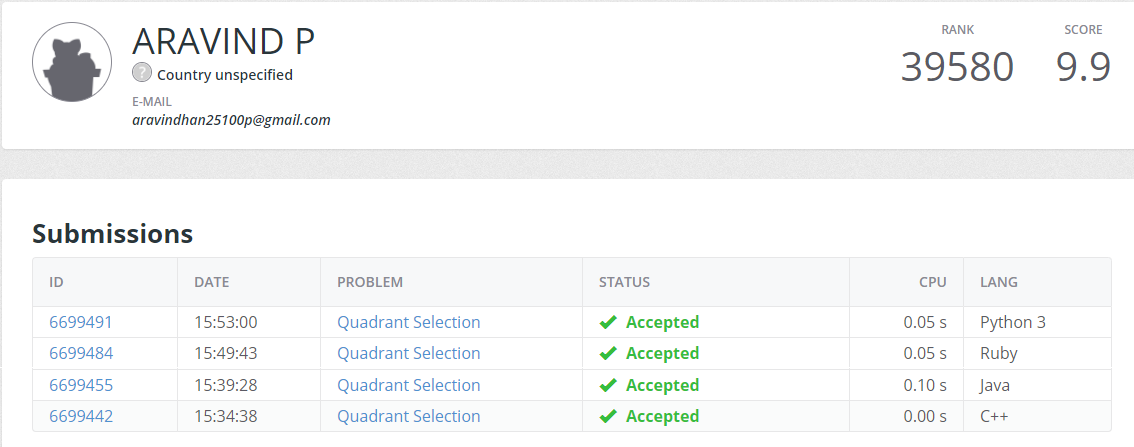 ARAVIND P
? Country unspecified
E-MAIL
aravindhan25100p@gmail.com
RANK SCORE
39580 9.9
Submissions
ID DATE PROBLEM STATUS CPU LANG
6699491 15:53:00 Quadrant Selection Accepted 0.05 s Python 3
6699484 15:49:43 Quadrant Selection Accepted 0.05 s Ruby
6699455 15:39:28 Quadrant Selection Accepted 0.10 s Java
6699442 15:34:38 Quadrant Selection Accepted 0.00 s C++